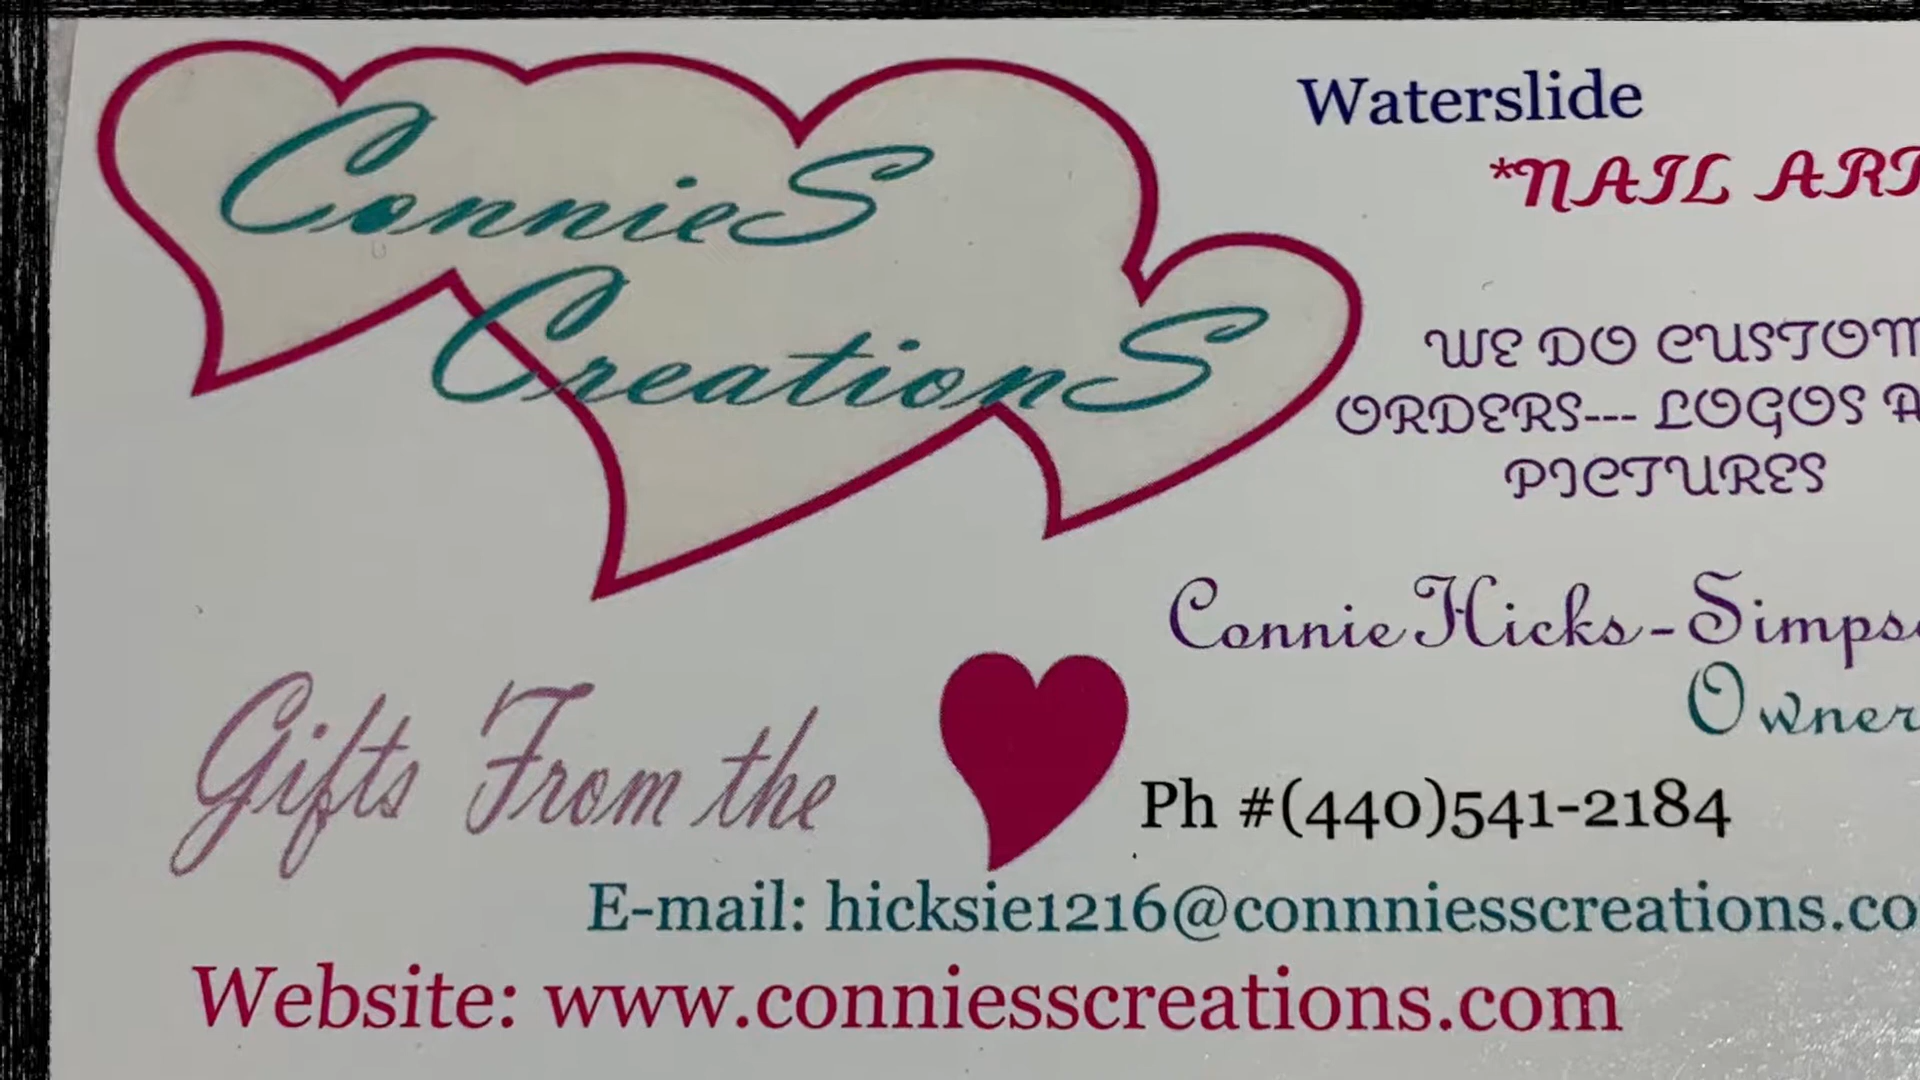 ConnieS
CreationS
Waterslide
*NAIL ART
WE DO CUSTOM
ORDERS--- LOGOS A
PICTURES
Connie Hicks-Simps
Owner
Gifts From the
Ph #(440)541-2184
E-mail: hicksie1216@connniesscreations.co
Website: www.conniesscreations.com